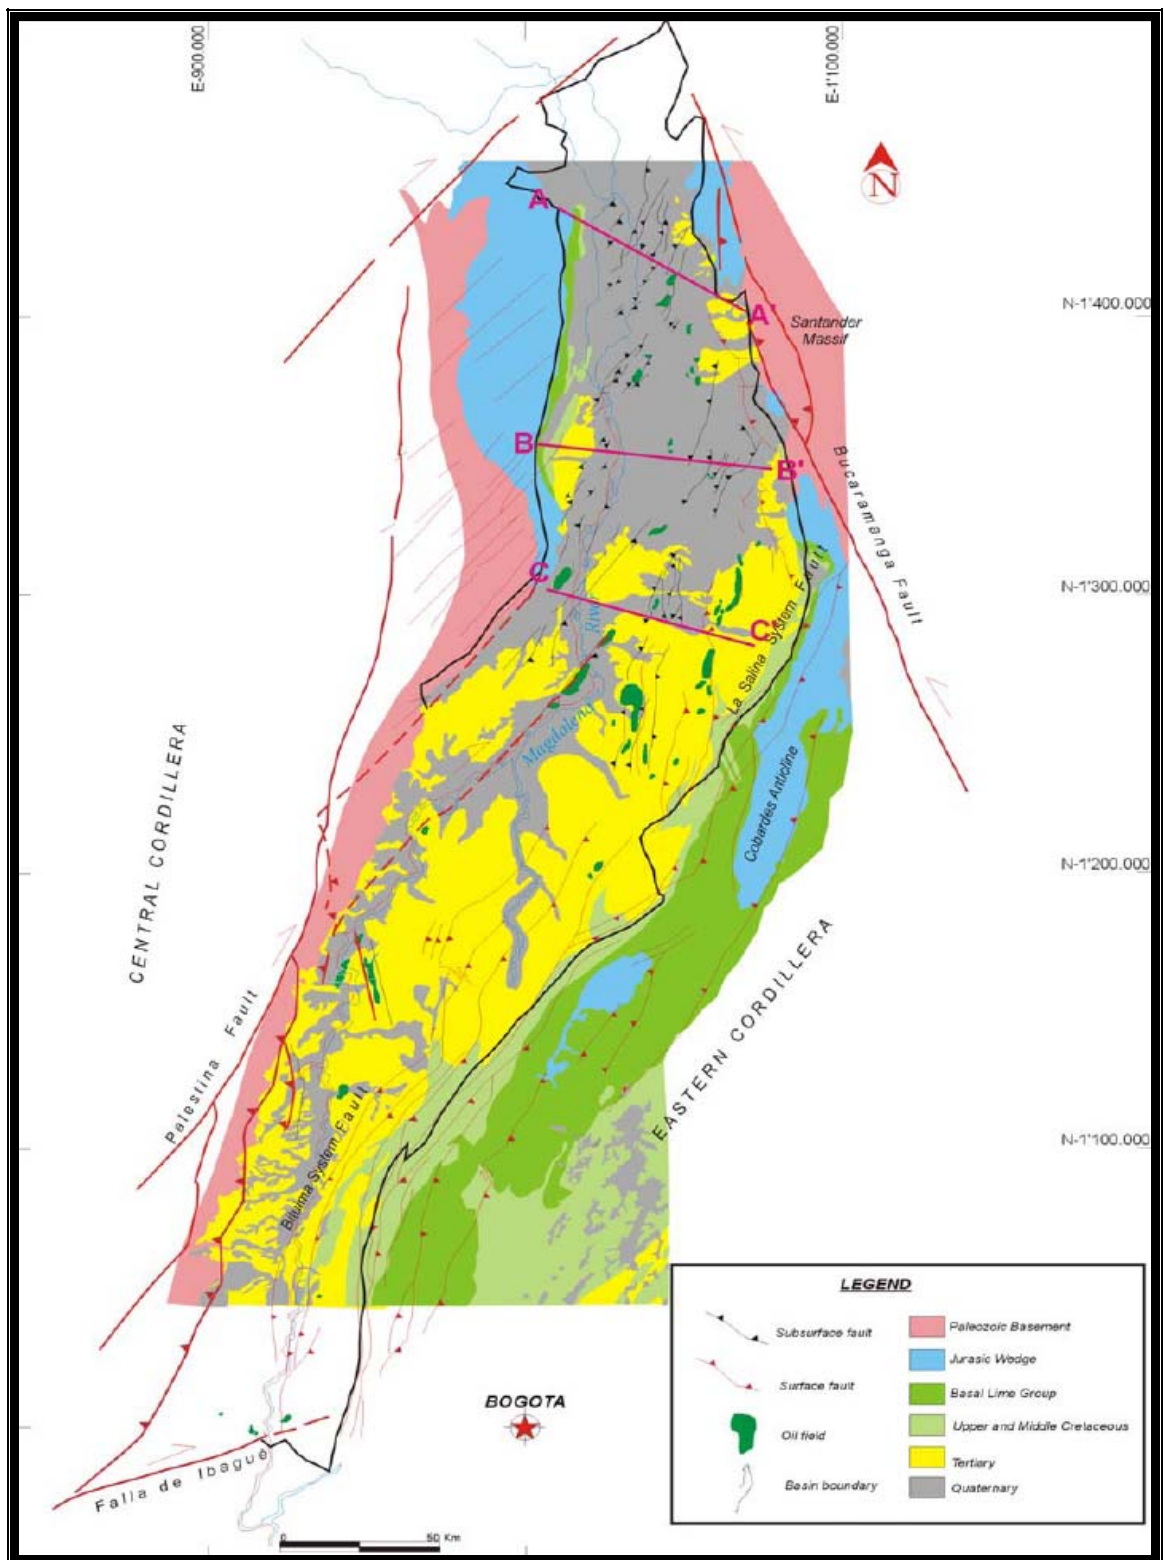 E-900.000
E-1'100.000
N
A
A'
N-1'400.000
Santander
Massif
B
B'
Bucaramanga Fault
C
C'
River
Magdalena
La Salina System Fault
Cobardes Anticline
N-1'300.000
CENTRAL CORDILLERA
N-1'200.000
EASTERN CORDILLERA
Palestina Fault
Bituima System Fault
N-1'100.000
BOGOTA
Falla de Ibagué
0 50 Km
LEGEND
Subsurface fault
Surface fault
Oil field
Basin boundary
Paleozoic Basement
Jurasic Wedge
Basal Lime Group
Upper and Middle Cretaceous
Tertiary
Quaternary